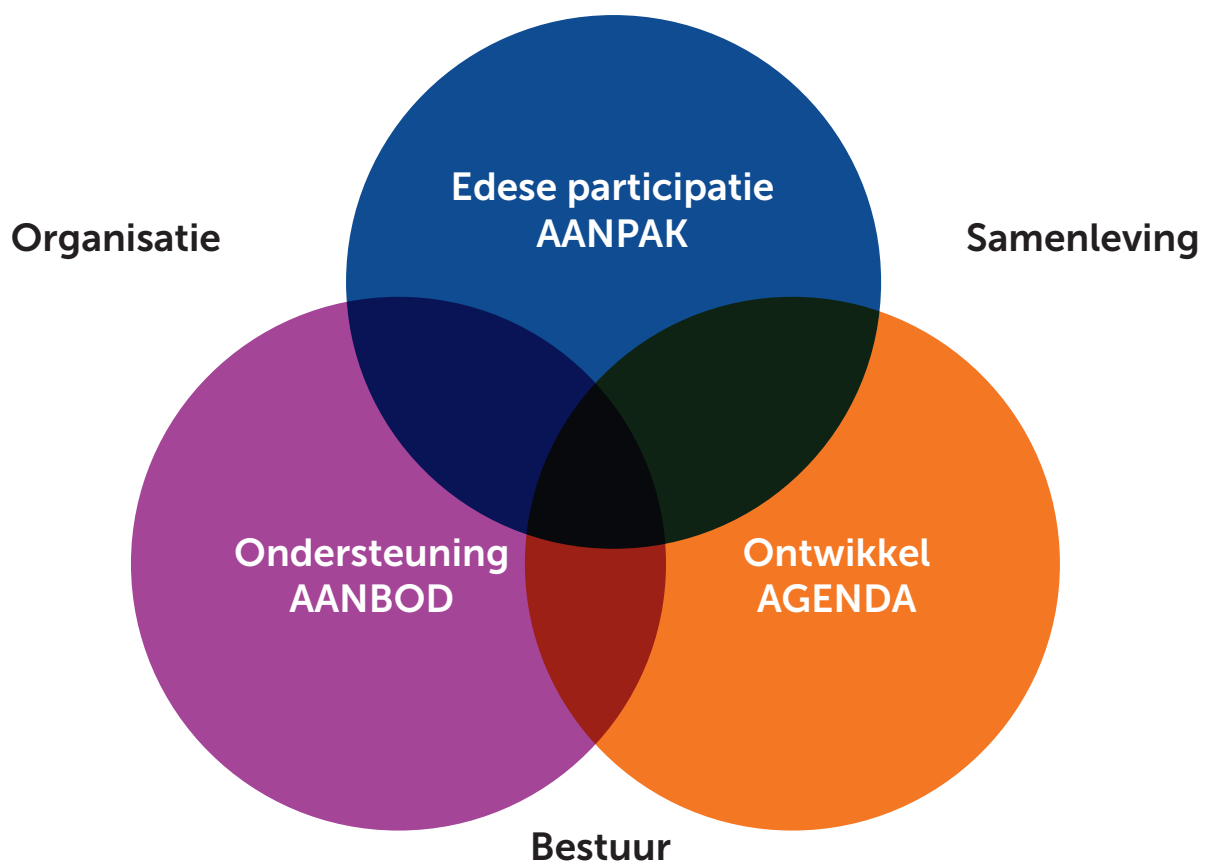 Edese participatie
AANPAK
Organisatie
Samenleving
Ondersteuning
AANBOD
Ontwikkel
AGENDA
Bestuur